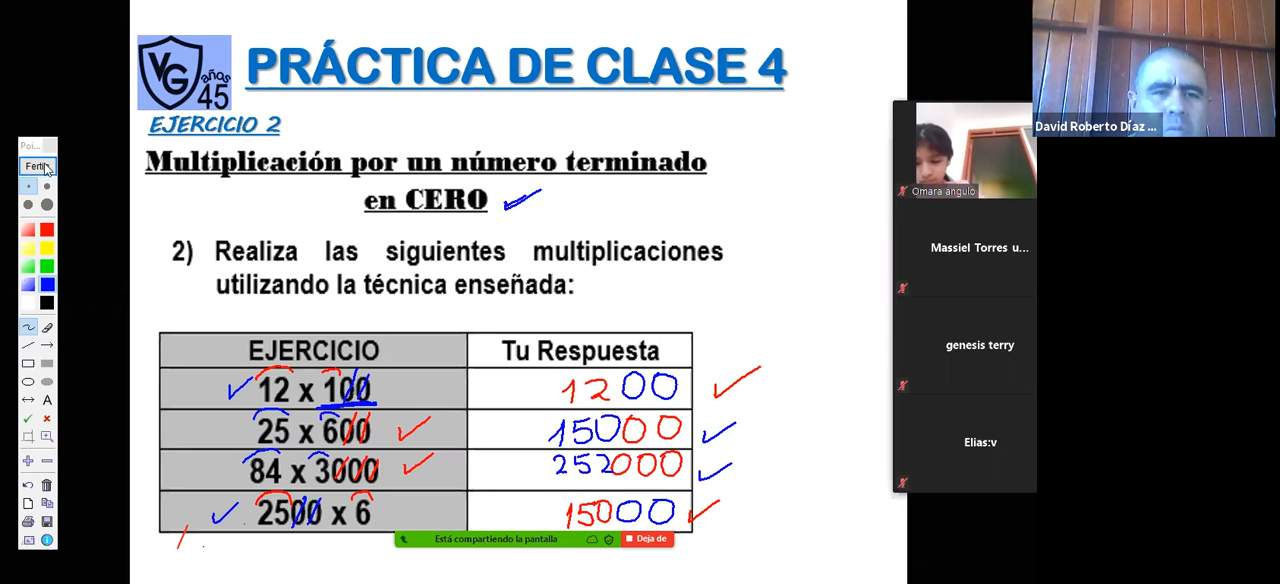 VG
años
45
PRÁCTICA DE CLASE 4
EJERCICIO 2
Multiplicación por un número terminado
en CERO
2) Realiza las siguientes multiplicaciones
utilizando la técnica enseñada:
EJERCICIO Tu Respuesta
12 x 100 1200
25 x 600 15000
84 x 3000 252000
2500 x 6 15000
Está compartiendo la pantalla
Deja de
Poi...
A
David Roberto Díaz ...
Omara angulo
Massiel Torres u...
genesis terry
Elias:v